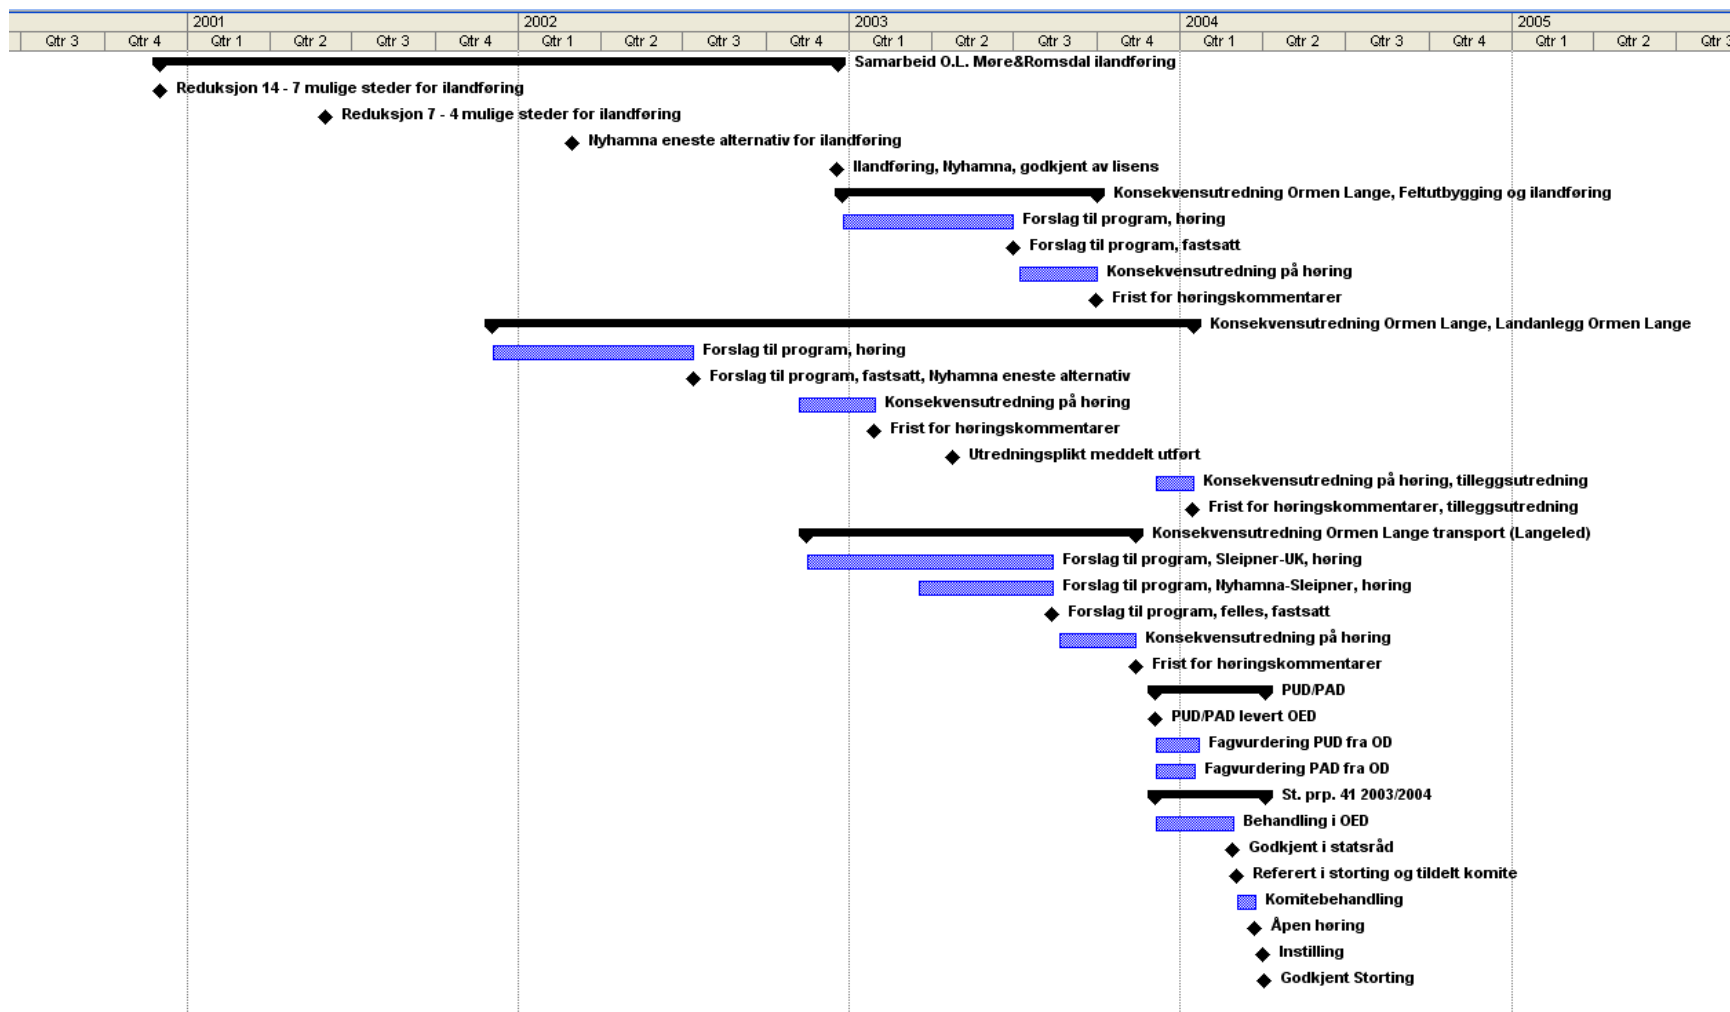 2001 2002 2003 2004 2005
Qtr 3 Qtr 4 Qtr 1 Qtr 2 Qtr 3 Qtr 4 Qtr 1 Qtr 2 Qtr 3 Qtr 4 Qtr 1 Qtr 2 Qtr 3 Qtr 4 Qtr 1 Qtr 2 Qtr 3 Qtr 4 Qtr 1 Qtr 2 Qtr 3
Samarbeid O.L. Møre&Romsdal ilandføring
Reduksjon 14 - 7 mulige steder for ilandføring
Reduksjon 7 - 4 mulige steder for ilandføring
Nyhamna eneste alternativ for ilandføring
Ilandføring, Nyhamna, godkjent av lisens
Konsekvensutredning Ormen Lange, Feltutbygging og ilandføring
Forslag til program, høring
Forslag til program, fastsatt
Konsekvensutredning på høring
Frist for høringskommentarer
Konsekvensutredning Ormen Lange, Landanlegg Ormen Lange
Forslag til program, høring
Forslag til program, fastsatt, Nyhamna eneste alternativ
Konsekvensutredning på høring
Frist for høringskommentarer
Utredningsplikt meddelt utført
Konsekvensutredning på høring, tilleggsutredning
Frist for høringskommentarer, tilleggsutredning
Konsekvensutredning Ormen Lange transport (Langeled)
Forslag til program, Sleipner-UK, høring
Forslag til program, Nyhamna-Sleipner, høring
Forslag til program, felles, fastsatt
Konsekvensutredning på høring
Frist for høringskommentarer
PUD/PAD
PUD/PAD levert OED
Fagvurdering PUD fra OD
Fagvurdering PAD fra OD
St. prp. 41 2003/2004
Behandling i OED
Godkjent i statsråd
Referert i storting og tildelt komite
Komitebehandling
Åpen høring
Instilling
Godkjent Storting